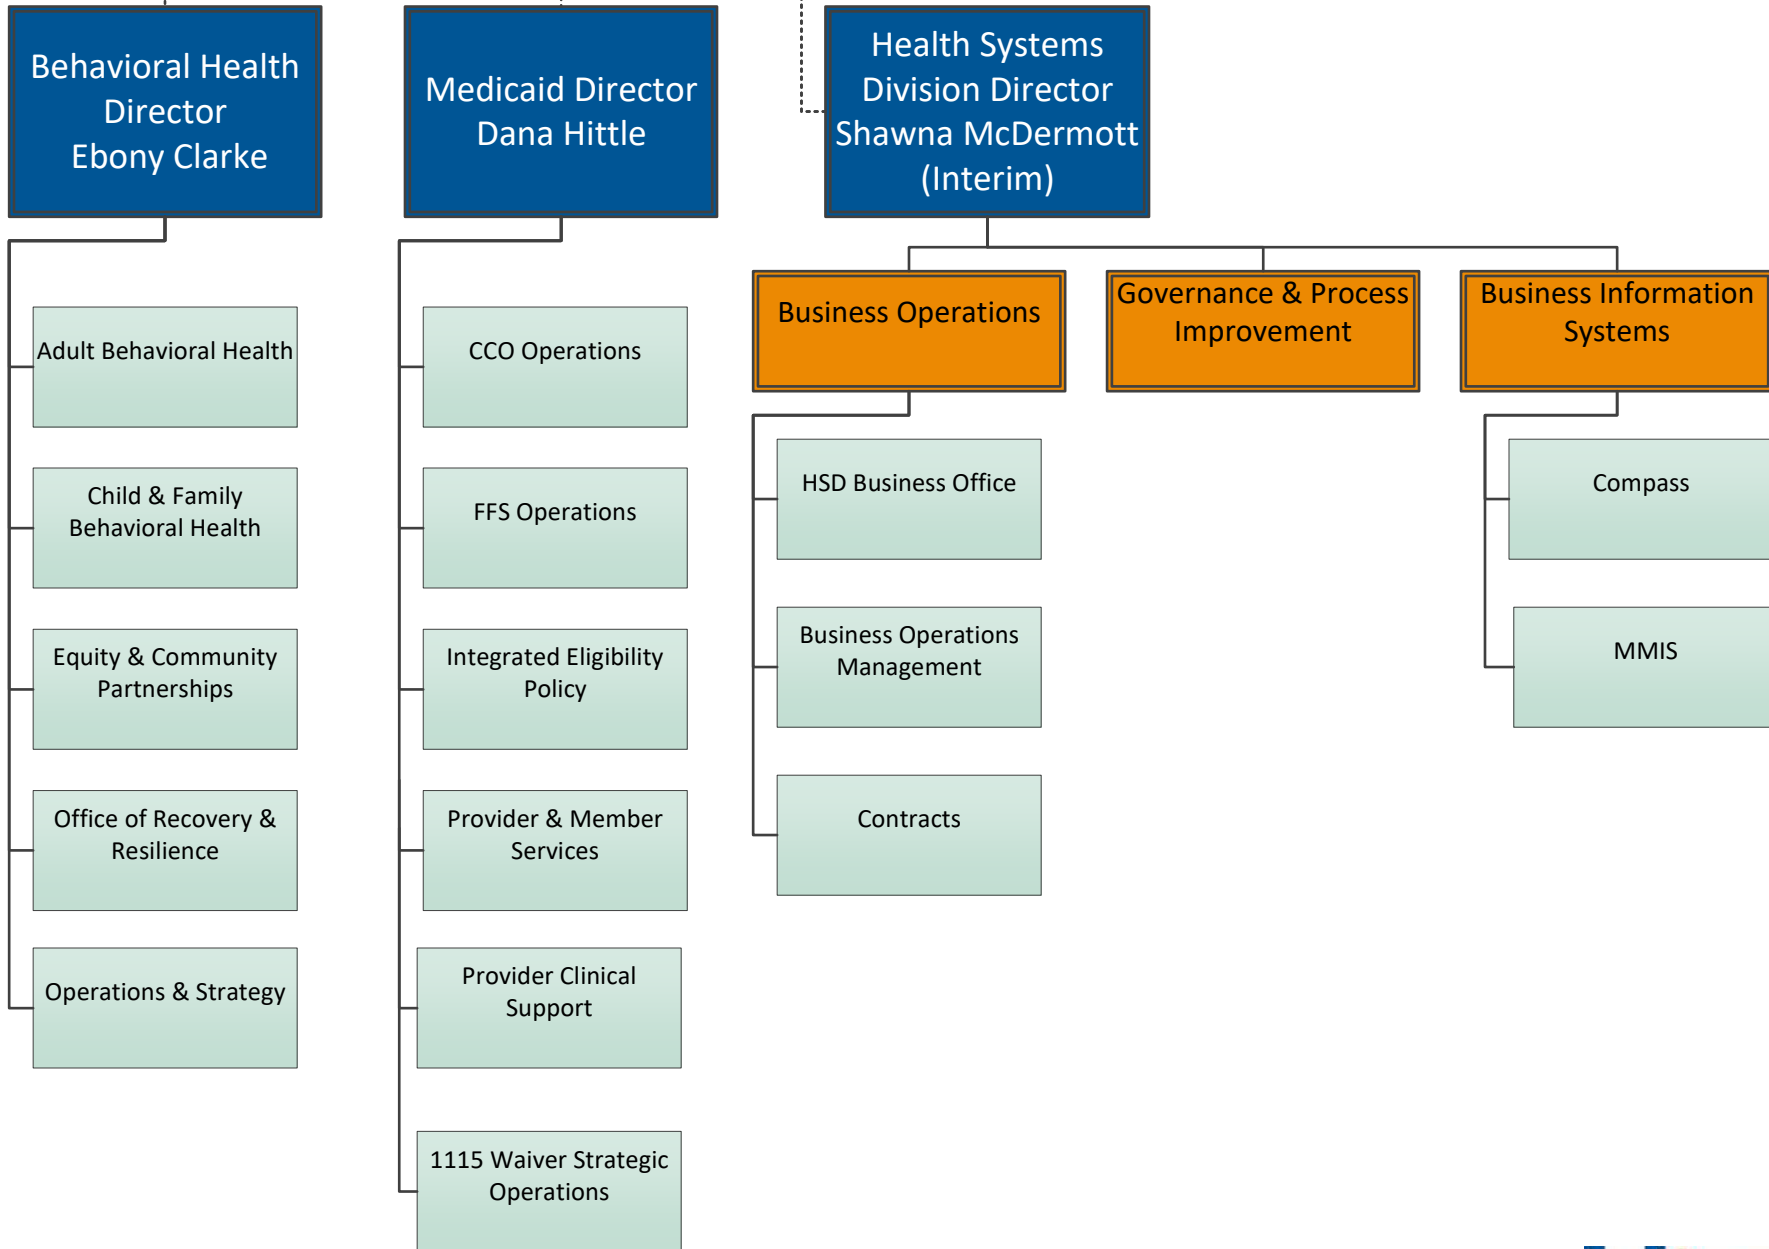 Behavioral Health
Director
Ebony Clarke
Medicaid Director
Dana Hittle
Health Systems
Division Director
Shawna McDermott
(Interim)
Adult Behavioral Health
Child & Family
Behavioral Health
Equity & Community
Partnerships
Office of Recovery &
Resilience
Operations & Strategy
CCO Operations
FFS Operations
Integrated Eligibility
Policy
Provider & Member
Services
Provider Clinical
Support
1115 Waiver Strategic
Operations
Business Operations
HSD Business Office
Business Operations
Management
Contracts
Governance & Process
Improvement
Business Information
Systems
Compass
MMIS